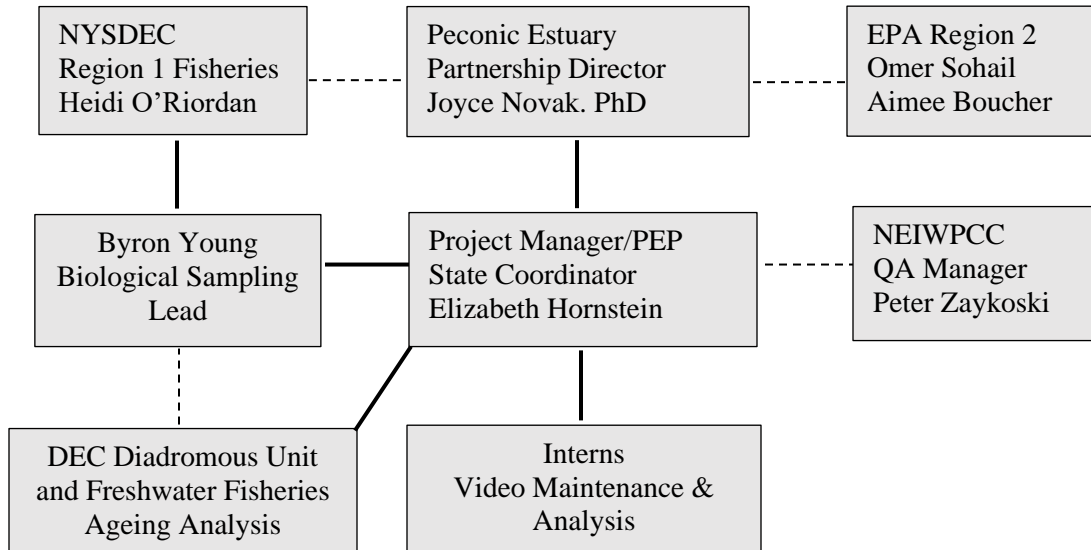 NYSDEC
Region 1 Fisheries
Heidi O’Riordan
Peconic Estuary
Partnership Director
Joyce Novak. PhD
EPA Region 2
Omer Sohail
Aimee Boucher
Byron Young
Biological Sampling
Lead
Project Manager/PEP
State Coordinator
Elizabeth Hornstein
NEIWPCC
QA Manager
Peter Zaykoski
DEC Diadromous Unit
and Freshwater Fisheries
Ageing Analysis
Interns
Video Maintenance &
Analysis